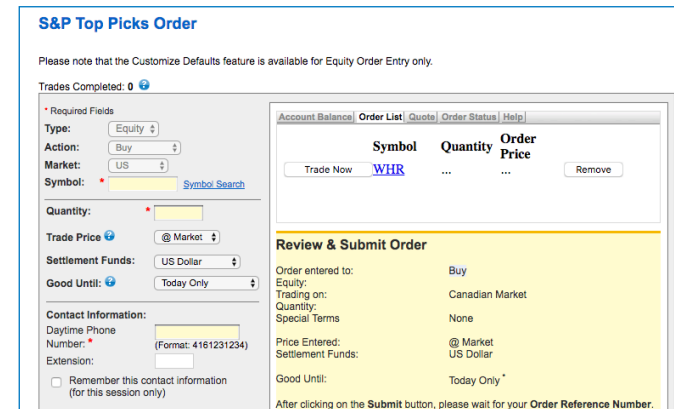 S&P Top Picks Order
Please note that the Customize Defaults feature is available for Equity Order Entry only.
Trades Completed: 0 ?
* Required Fields
Type: Equity
Action: Buy
Market: US
Symbol: * Symbol Search
Quantity: *
Trade Price ? @ Market
Settlement Funds: US Dollar
Good Until: ? Today Only
Contact Information:
Daytime Phone
Number: * (Format: 4161231234)
Extension:
Remember this contact information
(for this session only)
Account Balance Order List Quote Order Status Help
Symbol Quantity Order Price
Trade Now WHR ... ... Remove
Review & Submit Order
Order entered to: Buy
Equity:
Trading on: Canadian Market
Quantity:
Special Terms None
Price Entered: @ Market
Settlement Funds: US Dollar
Good Until: Today Only *
After clicking on the Submit button, please wait for your Order Reference Number.